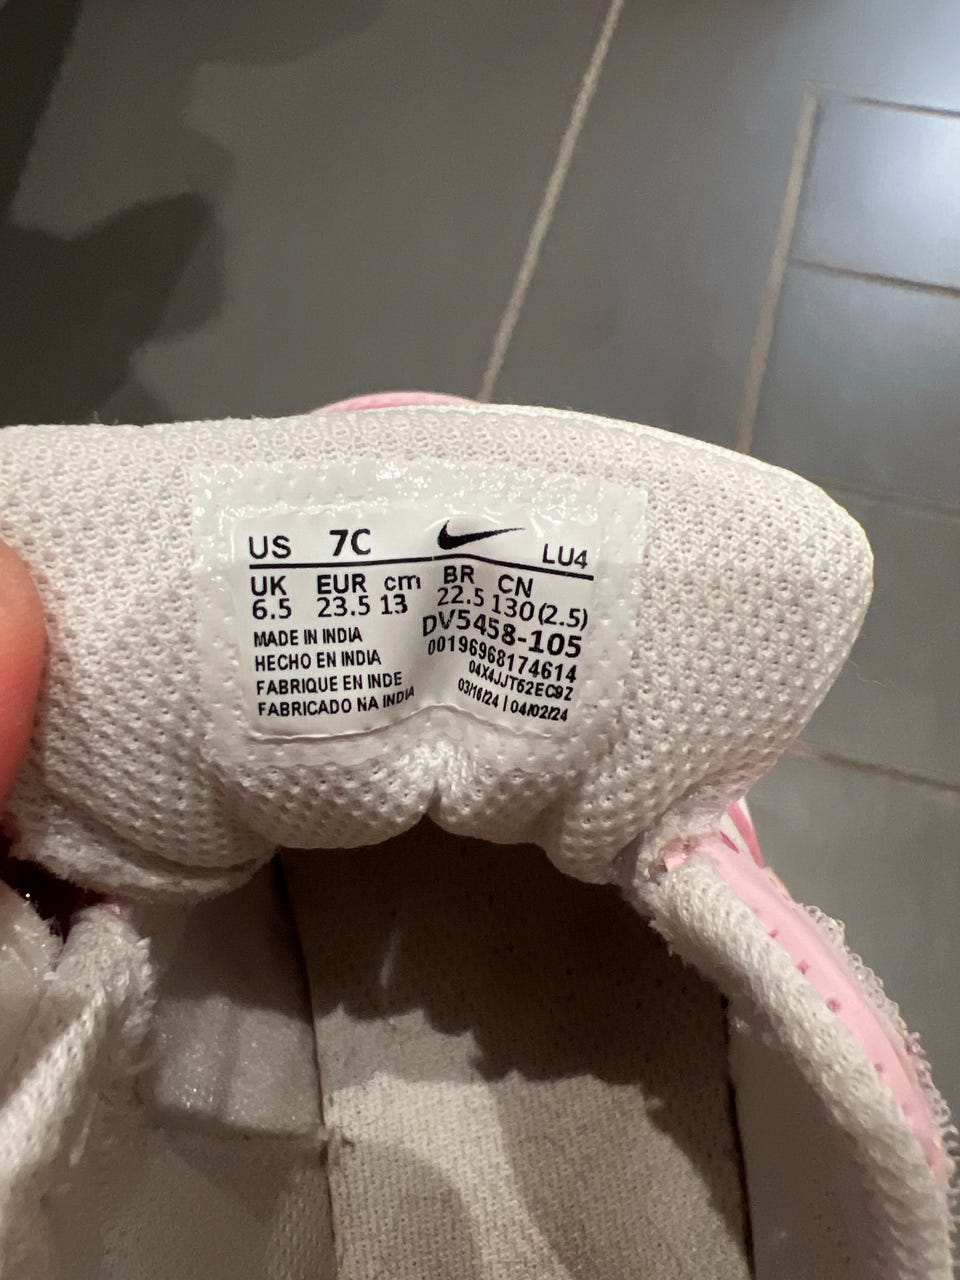 US 7C LU4
UK EUR cm BR CN
6.5 23.5 13 22.5 130(2.5)
MADE IN INDIA
HECHO EN INDIA
FABRIQUE EN INDE
FABRICADO NA INDIA
DV5458-105
00196968174614
04X4JJT62EC9Z
03/16/24 | 04/02/24